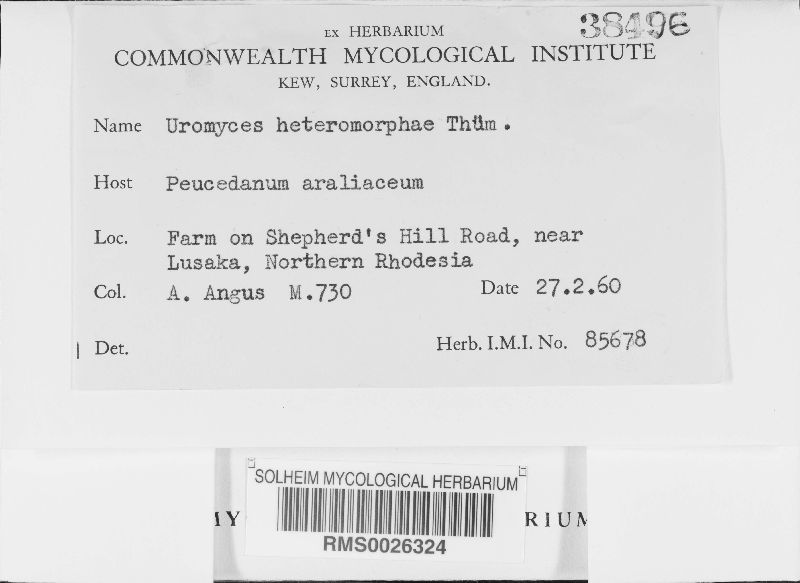 38496
EX HERBARIUM
COMMONWEALTH MYCOLOGICAL INSTITUTE
KEW, SURREY, ENGLAND.
Name Uromyces heteromorphae Thüm.
Host Peucedanum araliaceum
Loc. Farm on Shepherd's Hill Road, near
Lusaka, Northern Rhodesia
Col. A. Angus M.730 Date 27.2.60
Det. Herb. I.M.I. No. 85678
SOLHEIM MYCOLOGICAL HERBARIUM
MY RIUM
RMS0026324